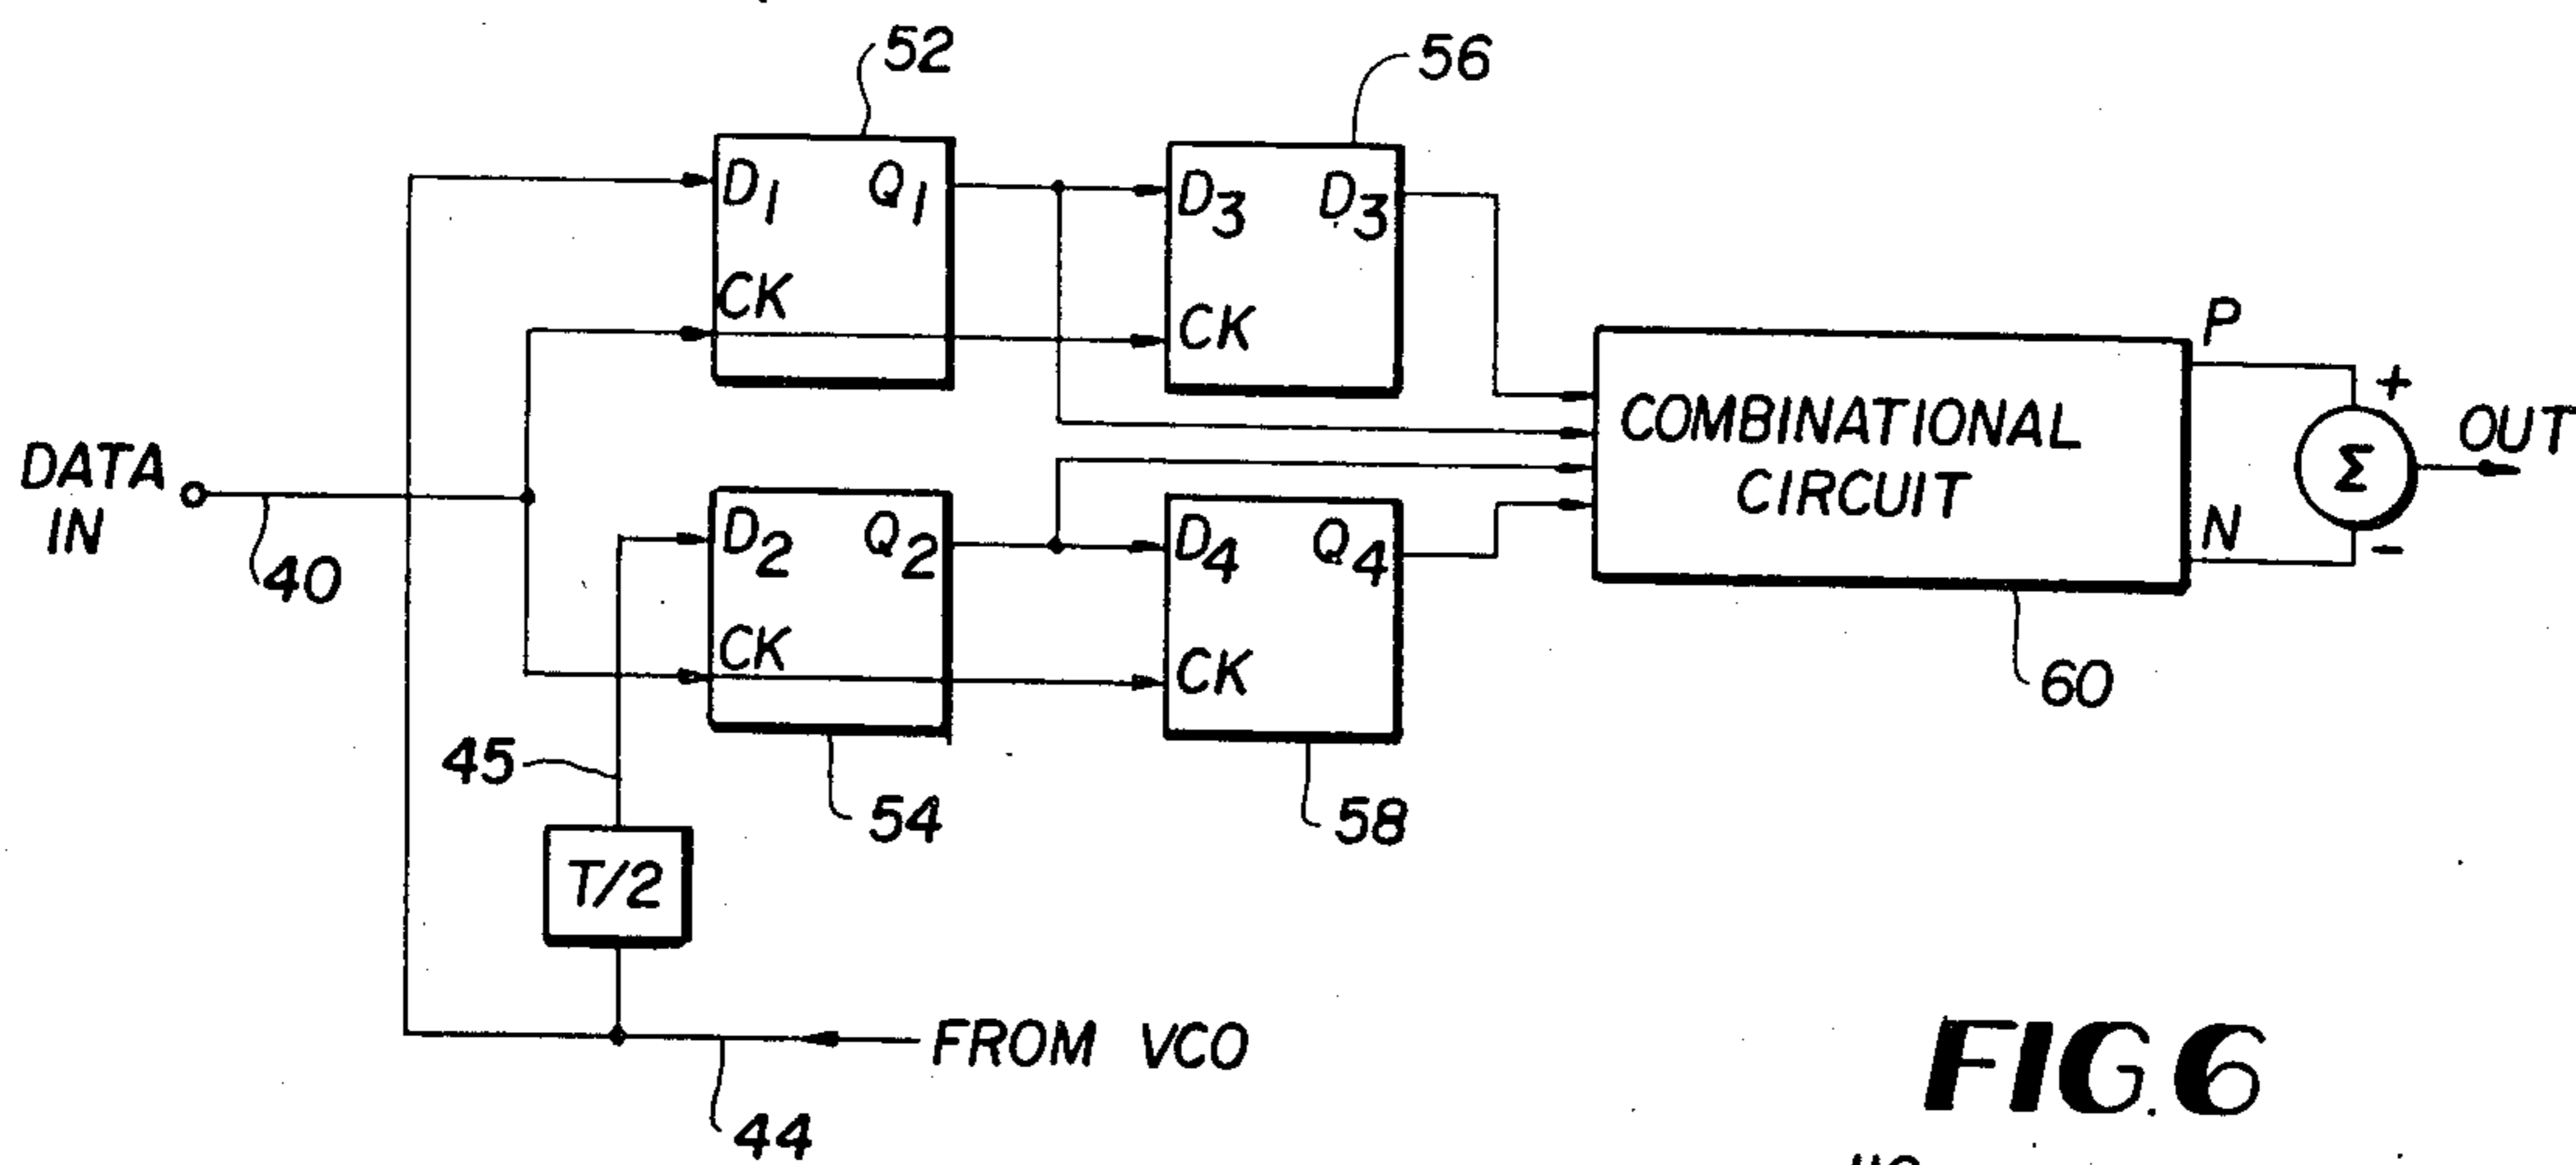 52
56
D1 Q1
D3 D3
CK
CK
P
+
DATA
IN
40
COMBINATIONAL
CIRCUIT
Σ
OUT
N
-
D2 Q2
D4 Q4
CK
CK
60
45
54
58
T/2
FROM VCO
44
FIG. 6